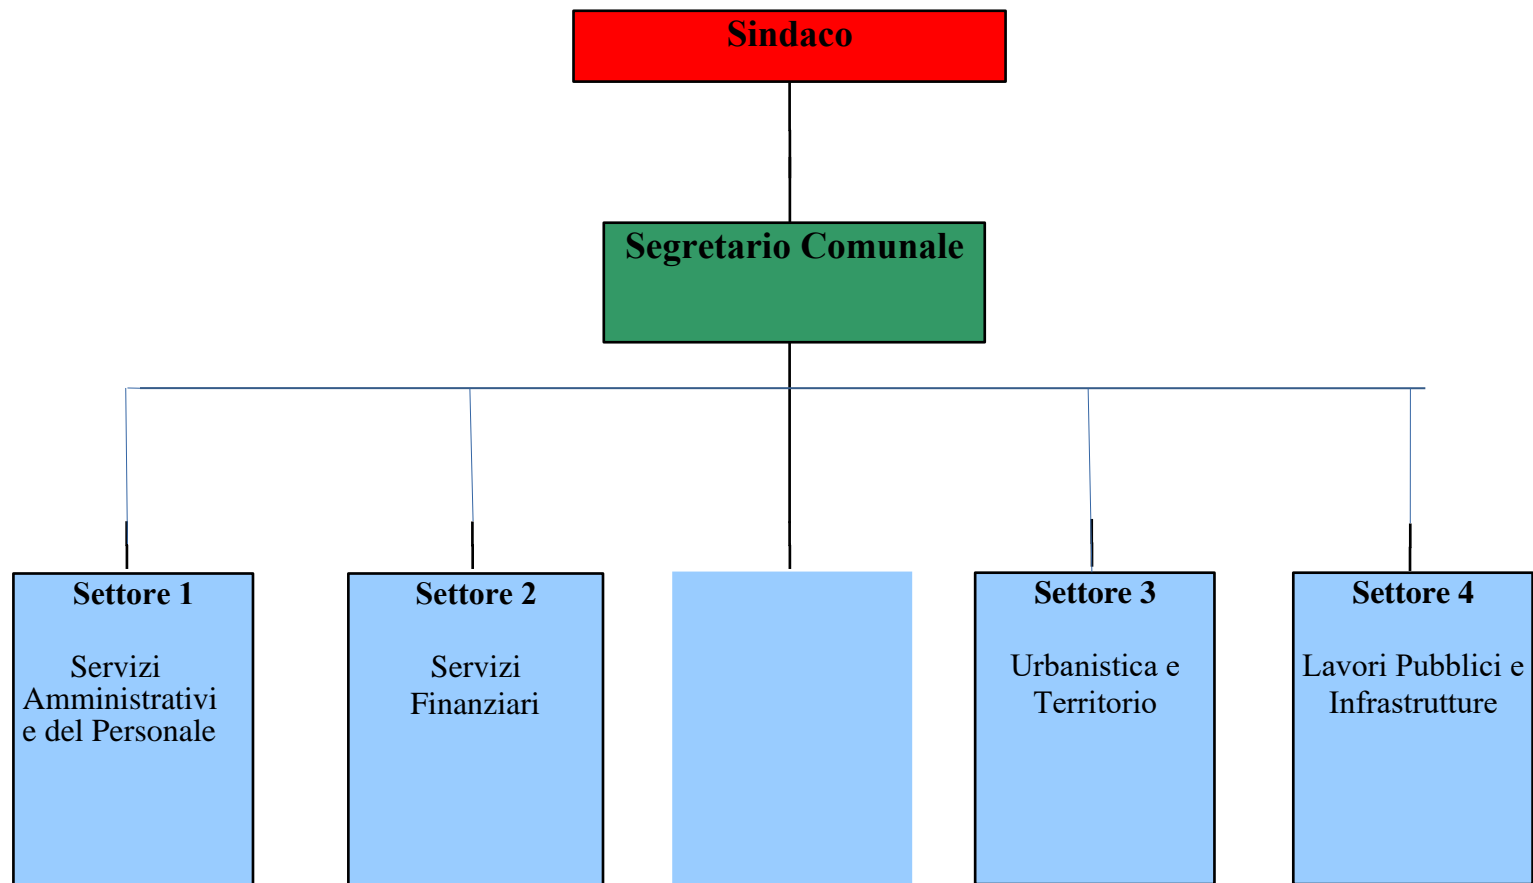 Sindaco
Segretario Comunale
Settore 1
Servizi
Amministrativi
e del Personale
Settore 2
Servizi
Finanziari
Settore 3
Urbanistica e
Territorio
Settore 4
Lavori Pubblici e
Infrastrutture